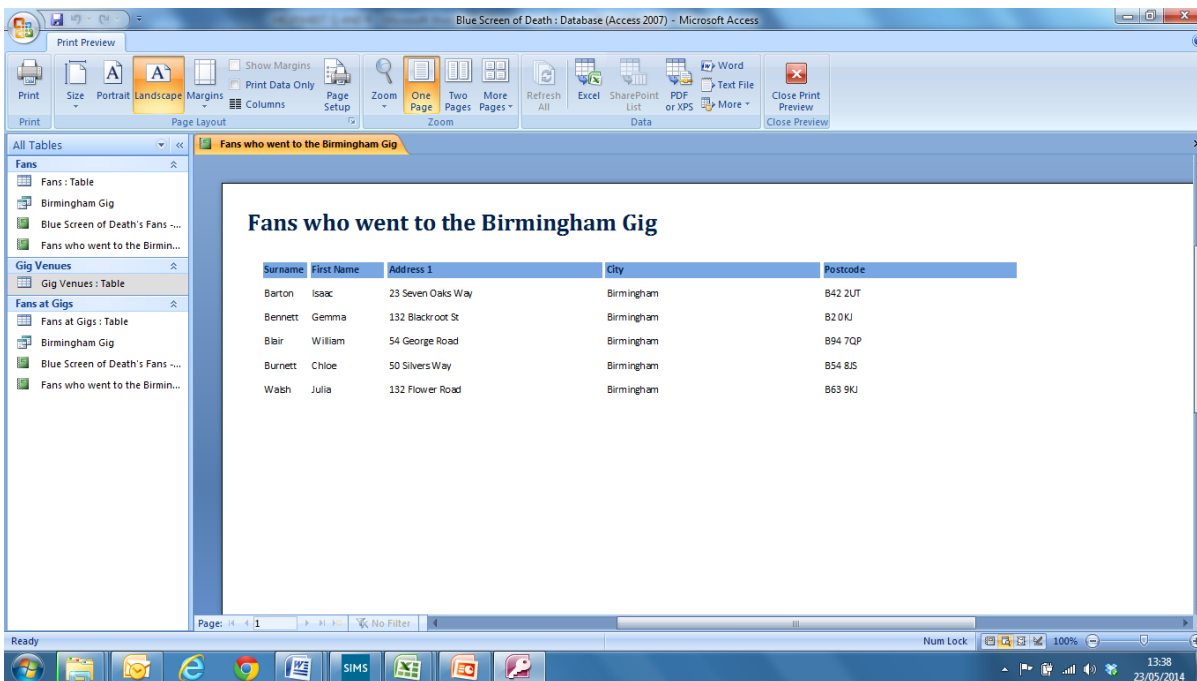 Blue Screen of Death : Database (Access 2007) - Microsoft Access
Print Preview
Print
Size
Portrait
Landscape
Margins
Show Margins
Print Data Only
Columns
Page Setup
Zoom
One Page
Two Pages
More Pages
Refresh All
Excel
SharePoint List
PDF or XPS
Word
Text File
More
Close Print Preview
Print
Page Layout
Zoom
Data
Close Preview
All Tables
Fans who went to the Birmingham Gig
Fans
Fans : Table
Birmingham Gig
Blue Screen of Death's Fans -...
Fans who went to the Birmin...
Gig Venues
Gig Venues : Table
Fans at Gigs
Fans at Gigs : Table
Birmingham Gig
Blue Screen of Death's Fans -...
Fans who went to the Birmin...
Fans who went to the Birmingham Gig
Surname First Name Address 1 City Postcode
Barton Isaac 23 Seven Oaks Way Birmingham B42 2UT
Bennett Gemma 132 Blackroot St Birmingham B2 0KJ
Blair William 54 George Road Birmingham B94 7QP
Burnett Chloe 50 Silvers Way Birmingham B54 8JS
Walsh Julia 132 Flower Road Birmingham B63 9KJ
Page: 1 No Filter
Ready
Num Lock 100%
SIMS
13:38
23/05/2014